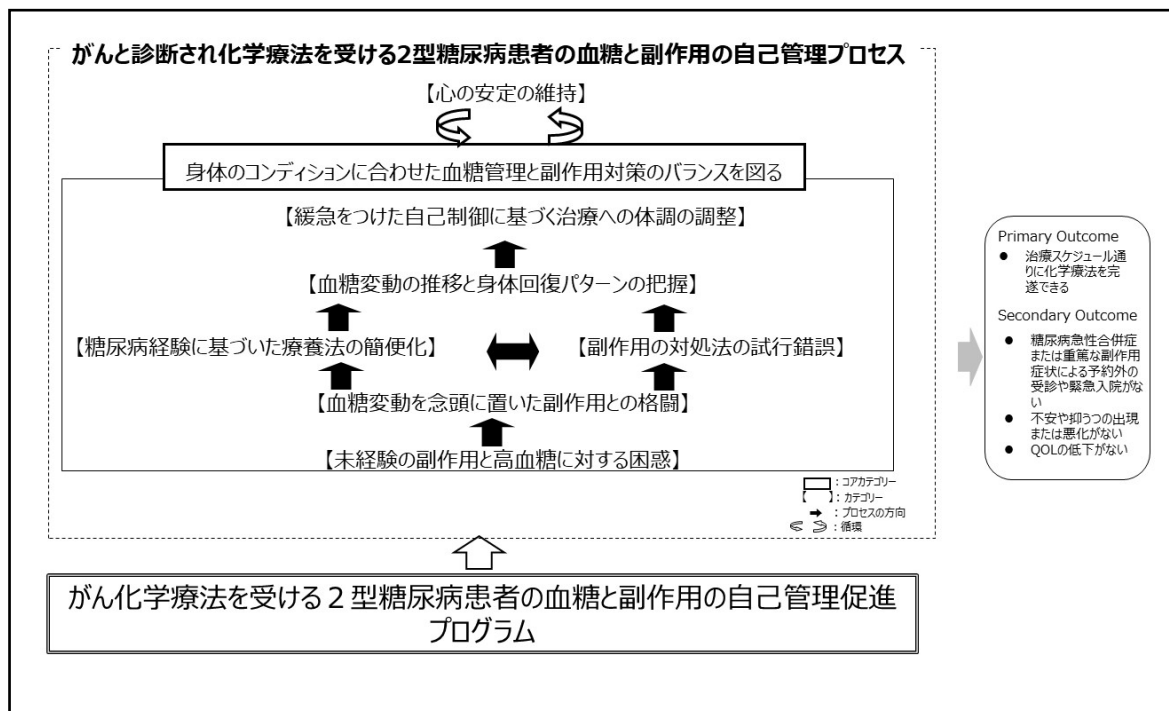 がんと診断され化学療法を受ける2型糖尿病患者の血糖と副作用の自己管理プロセス
【心の安定の維持】
身体のコンディションに合わせた血糖管理と副作用対策のバランスを図る
【緩急をつけた自己制御に基づく治療への体調の調整】
【血糖変動の推移と身体回復パターンの把握】
【糖尿病経験に基づいた療養法の簡便化】
【副作用の対処法の試行錯誤】
【血糖変動を念頭に置いた副作用との格闘】
【未経験の副作用と高血糖に対する困惑】
：コアカテゴリー
【 】：カテゴリー
：プロセスの方向
：循環
Primary Outcome
● 治療スケジュール通
りに化学療法を完
遂できる
Secondary Outcome
● 糖尿病急性合併症
または重篤な副作用
症状による予約外の
受診や緊急入院がな
い
● 不安や抑うつの出現
または悪化がない
● QOLの低下がない
がん化学療法を受ける２型糖尿病患者の血糖と副作用の自己管理促進
プログラム